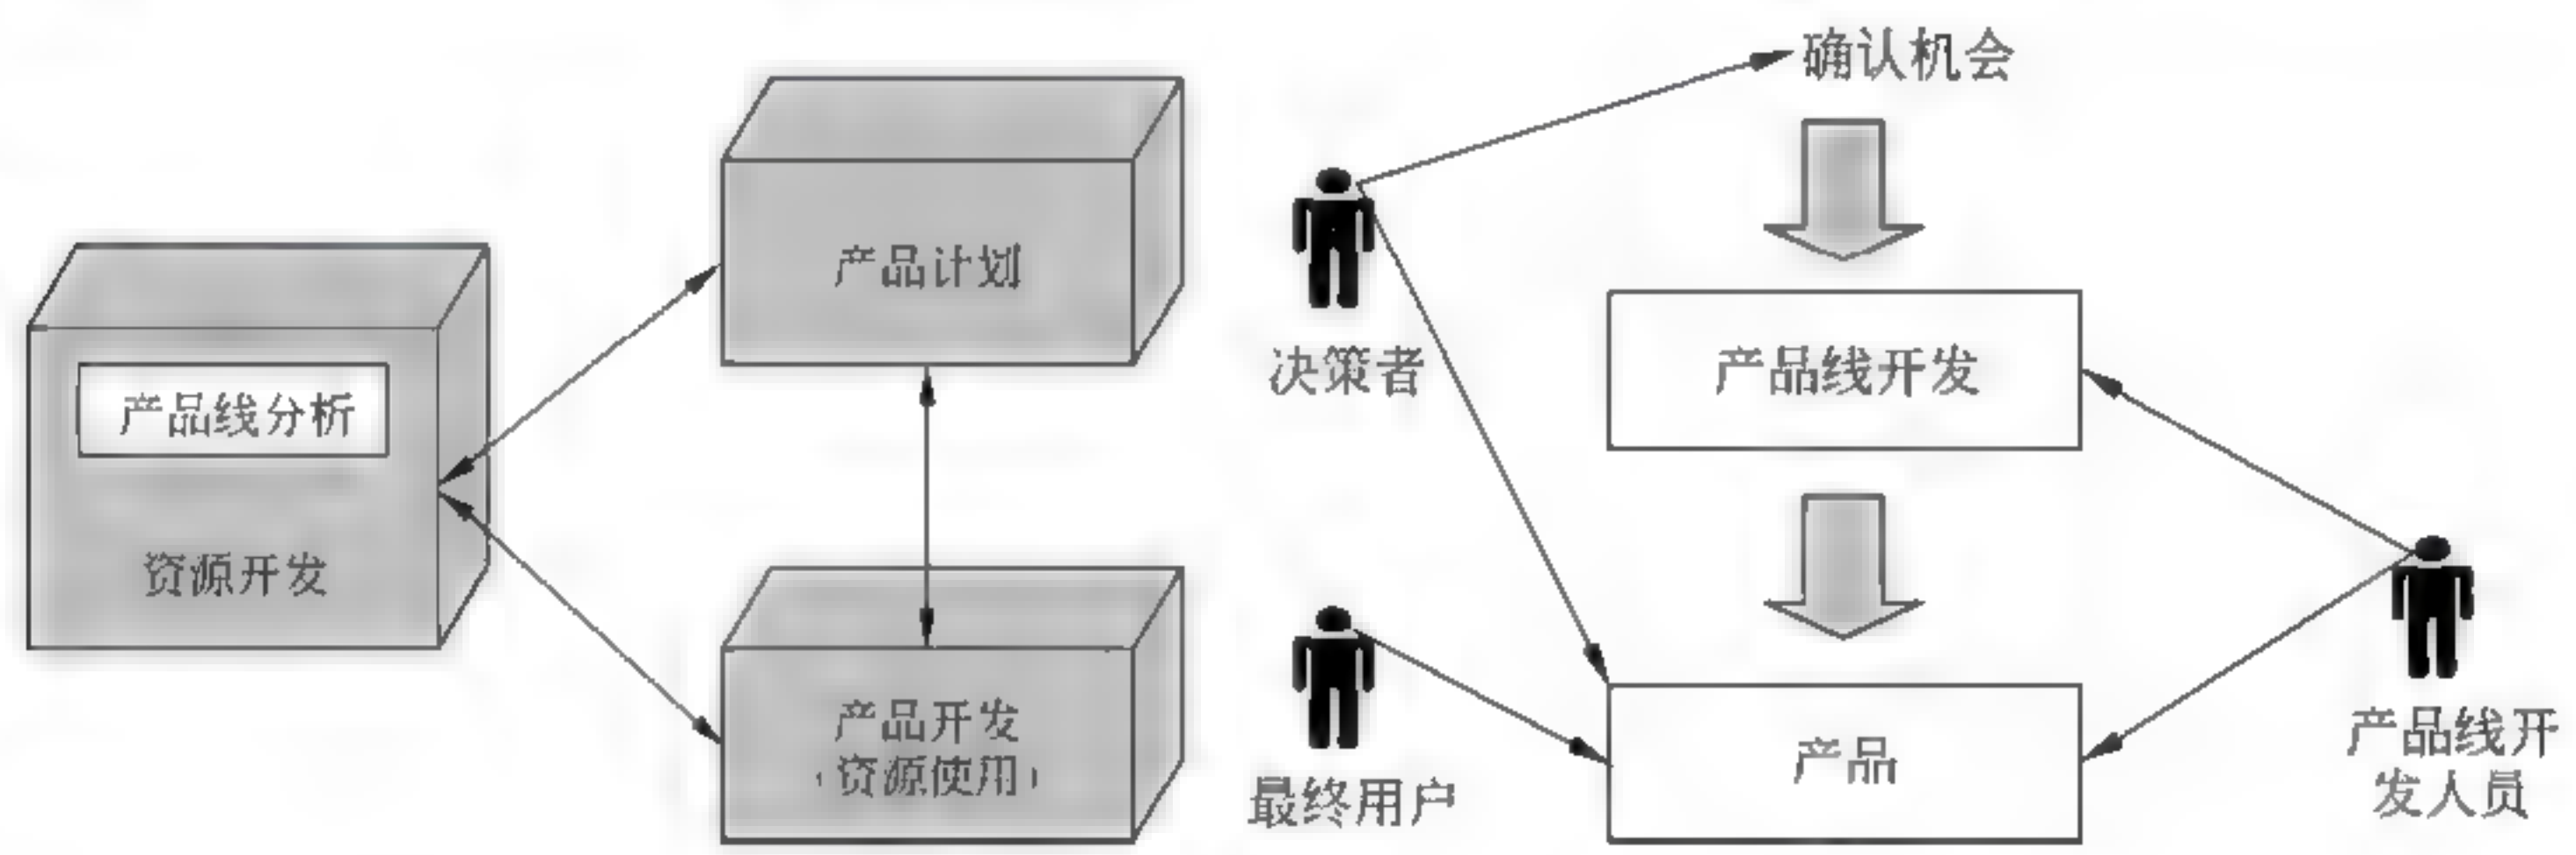 产品线分析
资源开发
产品计划
产品开发
(资源使用)
确认机会
决策者
产品线开发
最终用户
产品
产品线开
发人员